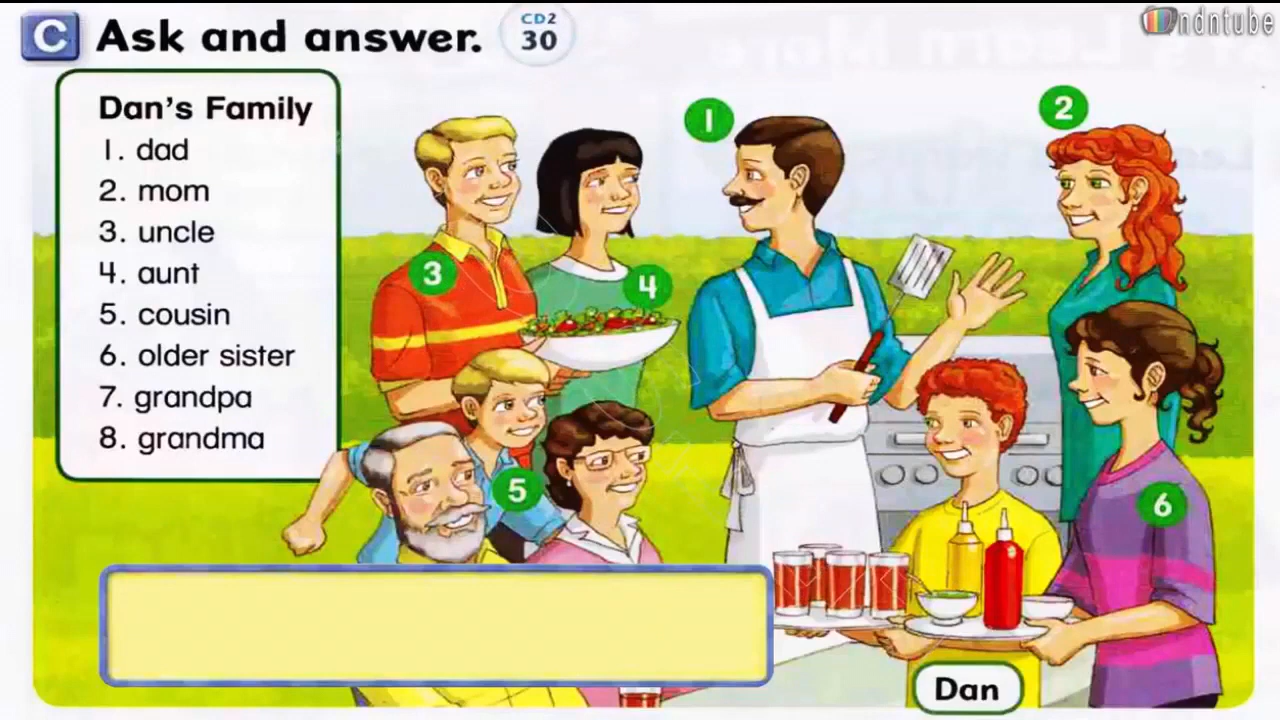 C Ask and answer. CD2 30
ndntube
Dan's Family
1. dad
2. mom
3. uncle
4. aunt
5. cousin
6. older sister
7. grandpa
8. grandma
1
2
3
4
5
6
Dan